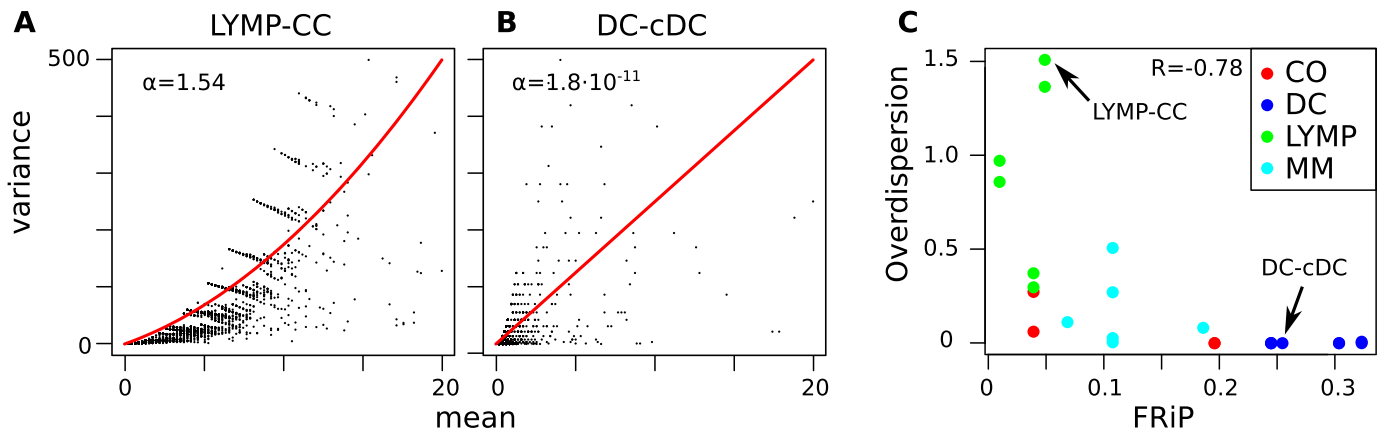 A
LYMP-CC
B
DC-cDC
C
500
α=1.54
α=1.8·10-11
variance
0
0
20
0
20
mean
1.5
R=-0.78
LYMP-CC
CO
DC
LYMP
MM
1.0
Overdispersion
0.5
DC-cDC
0
0
0.1
0.2
0.3
FRiP